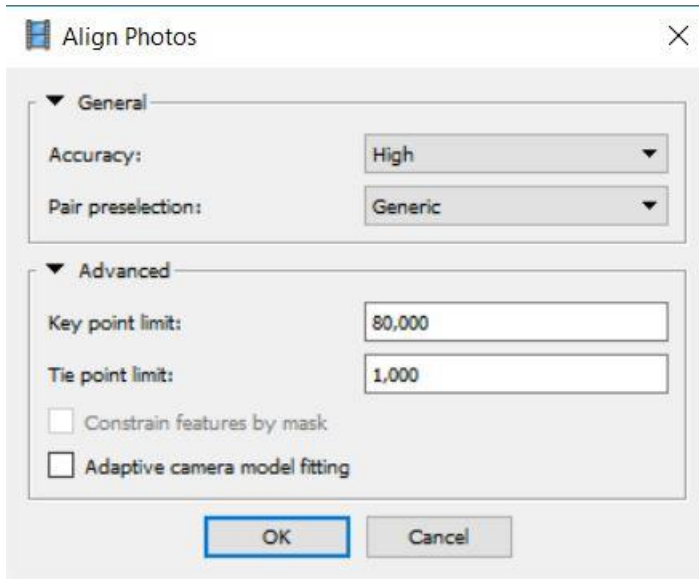 Align Photos
General
Accuracy: High
Pair preselection: Generic
Advanced
Key point limit: 80,000
Tie point limit: 1,000
Constrain features by mask
Adaptive camera model fitting
OK Cancel